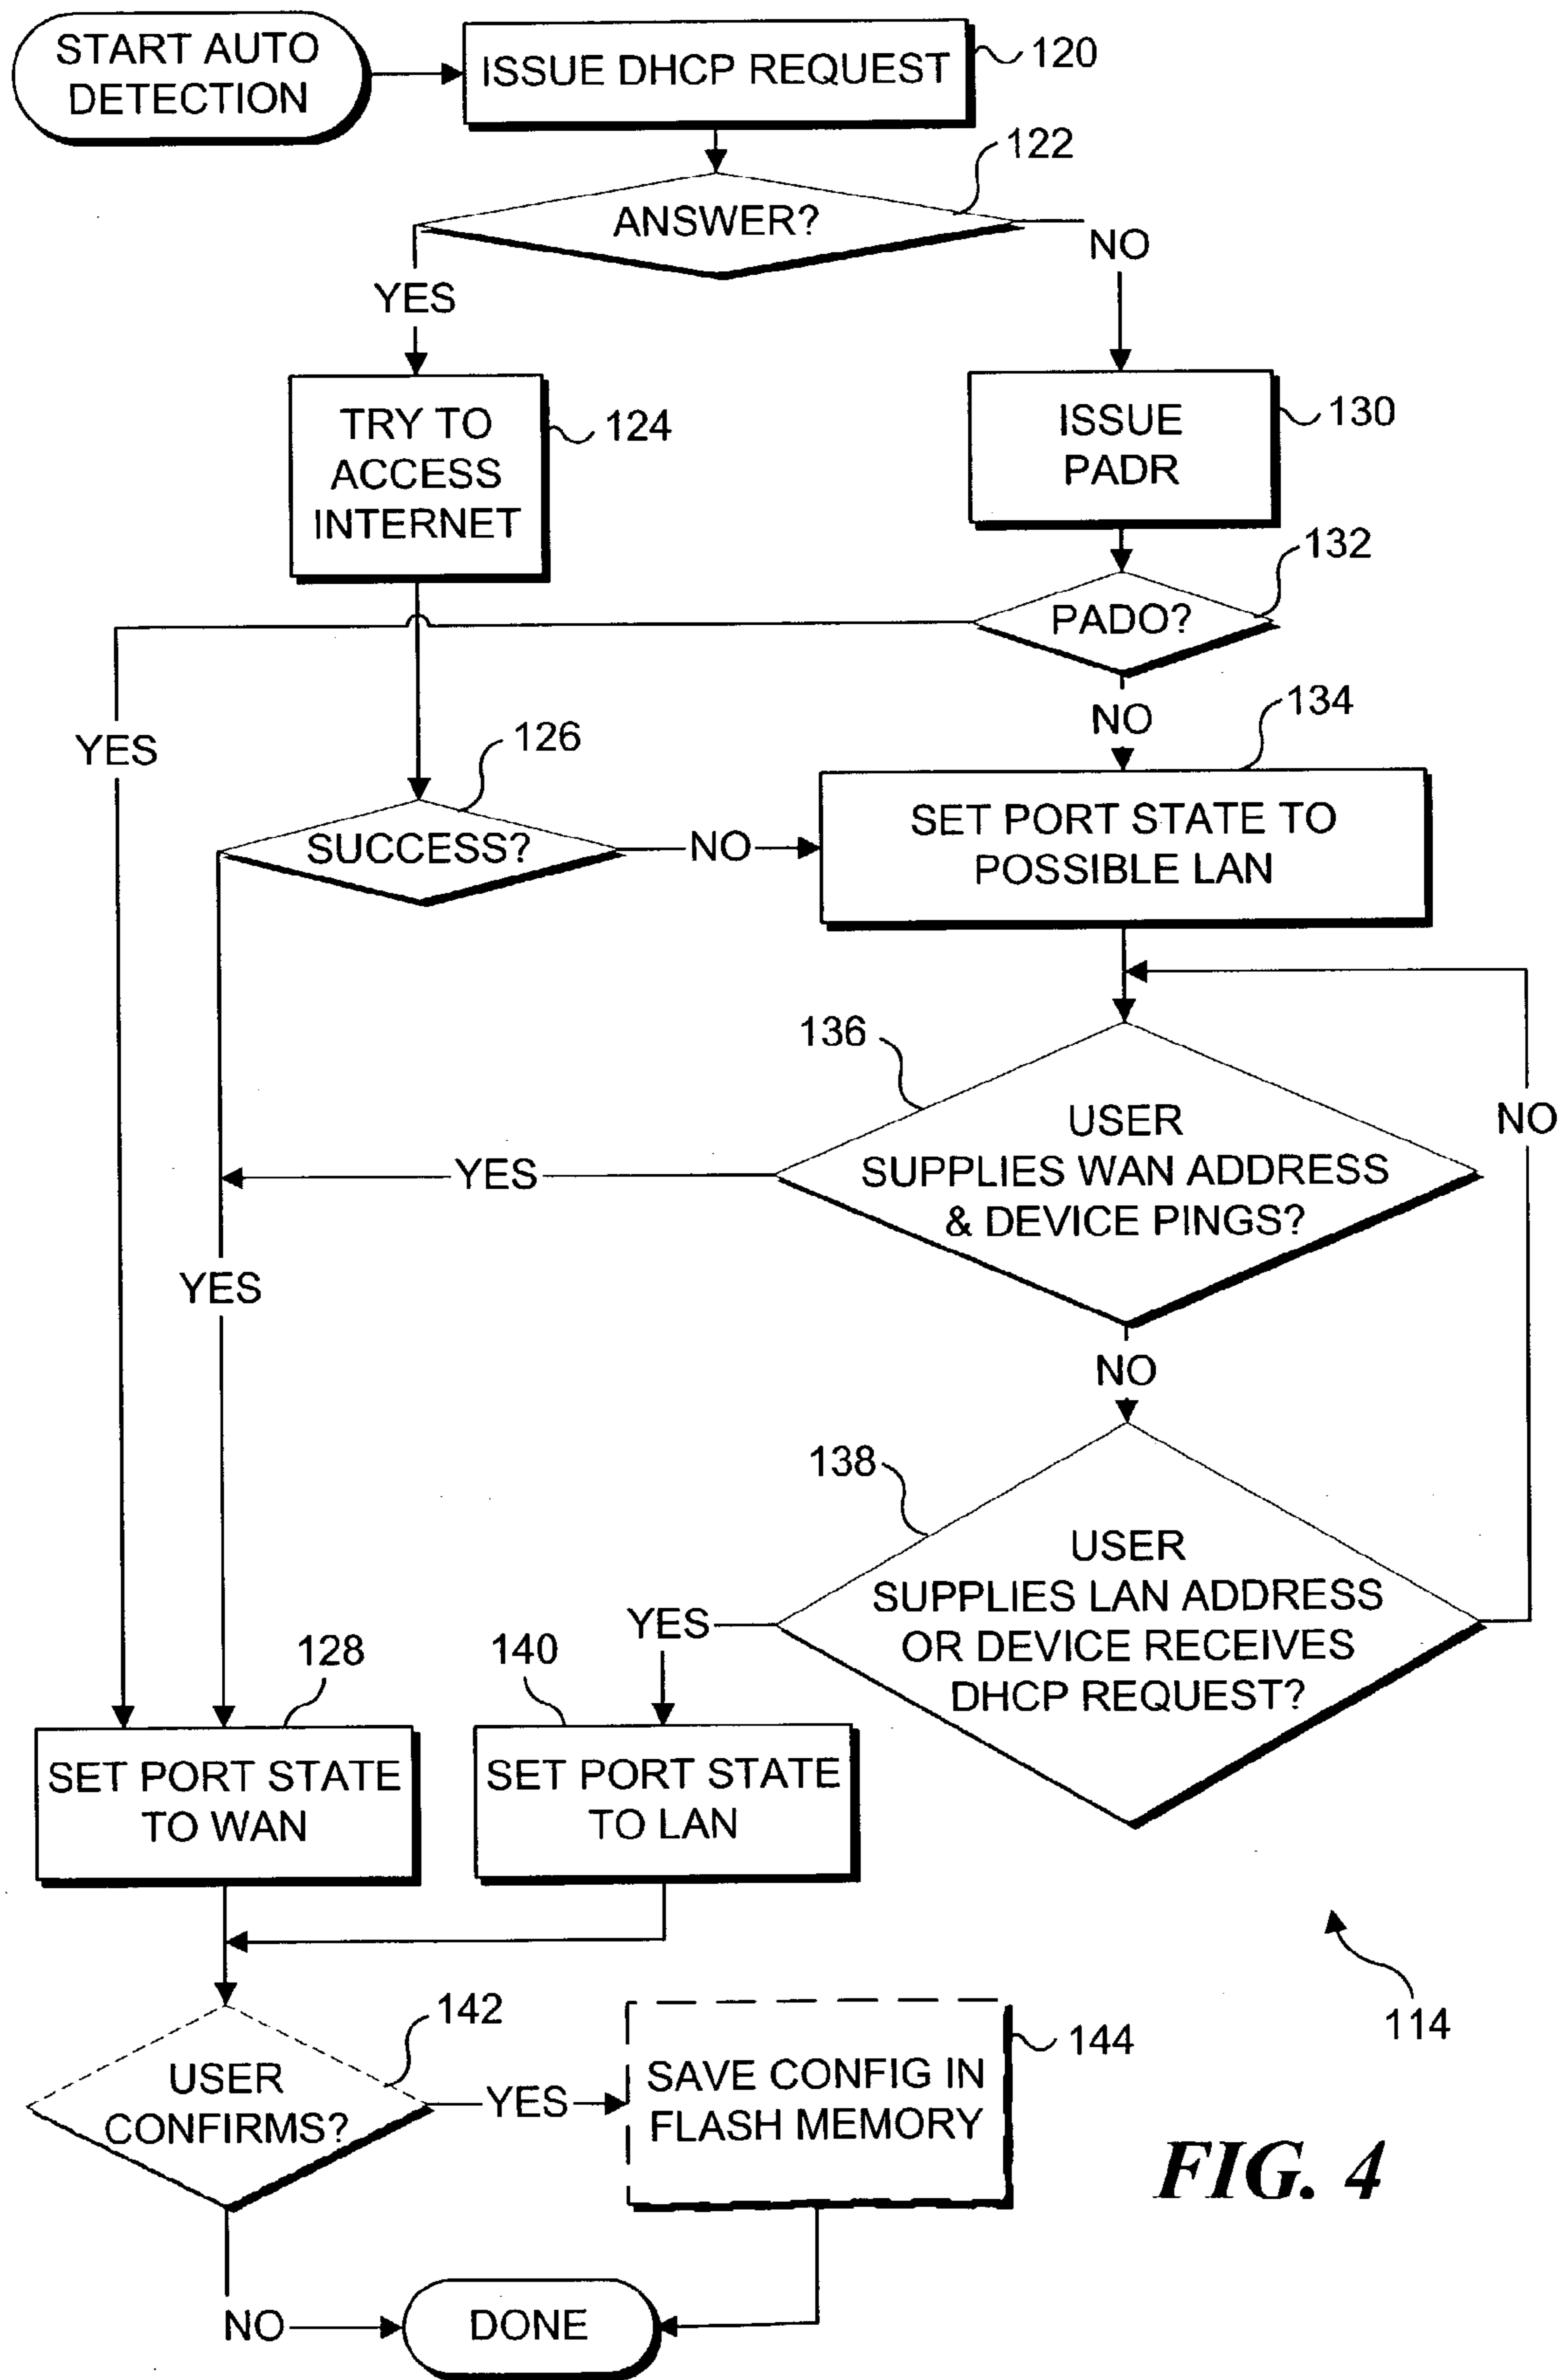 START AUTO
DETECTION
ISSUE DHCP REQUEST
120
122
ANSWER?
NO
YES
TRY TO
ACCESS
INTERNET
124
ISSUE
PADR
130
132
PADO?
NO
134
YES
126
SUCCESS?
NO
SET PORT STATE TO
POSSIBLE LAN
136
USER
SUPPLIES WAN ADDRESS
& DEVICE PINGS?
NO
YES
YES
NO
138
USER
SUPPLIES LAN ADDRESS
OR DEVICE RECEIVES
DHCP REQUEST?
YES
128
140
SET PORT STATE
TO WAN
SET PORT STATE
TO LAN
114
142
USER
CONFIRMS?
YES
SAVE CONFIG IN
FLASH MEMORY
144
FIG. 4
NO
DONE